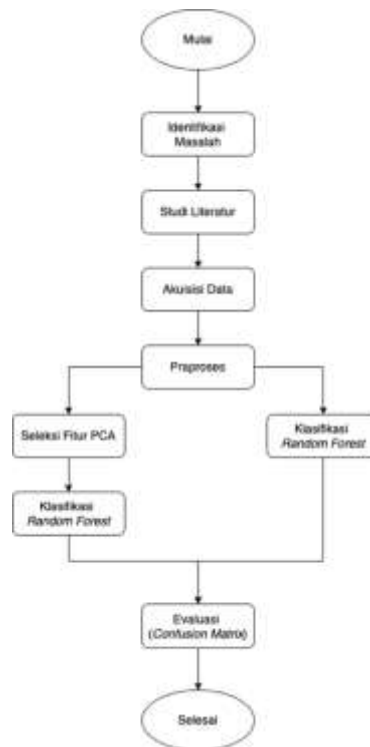 Mulai
Identifikasi
Masalah
Studi Literatur
Akuisisi Data
Praproses
Seleksi Fitur PCA
Klasifikasi
Random Forest
Klasifikasi
Random Forest
Evaluasi
(Confusion Matrix)
Selesai